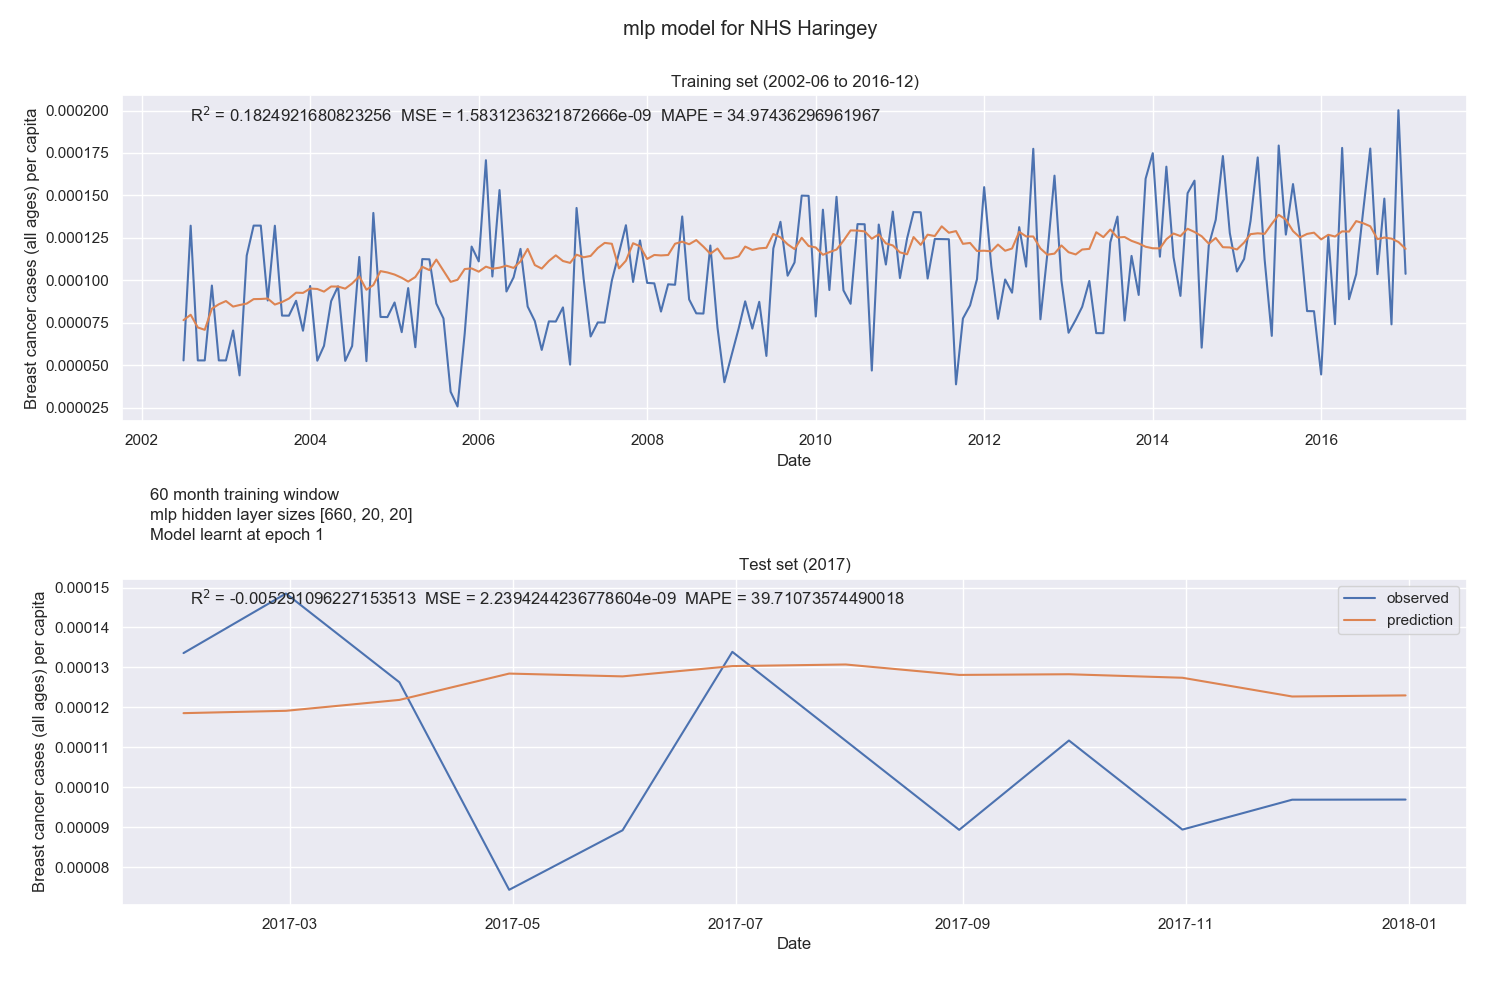 mlp model for NHS Haringey
Training set (2002-06 to 2016-12)
R² = 0.1824921680823256 MSE = 1.5831236321872666e-09 MAPE = 34.97436296961967
Breast cancer cases (all ages) per capita
0.000200
0.000175
0.000150
0.000125
0.000100
0.000075
0.000050
0.000025
2002 2004 2006 2008 2010 2012 2014 2016
Date
60 month training window
mlp hidden layer sizes [660, 20, 20]
Model learnt at epoch 1
Test set (2017)
R² = -0.005291096227153513 MSE = 2.2394244236778604e-09 MAPE = 39.71073574490018
observed
prediction
Breast cancer cases (all ages) per capita
0.00015
0.00014
0.00013
0.00012
0.00011
0.00010
0.00009
0.00008
2017-03 2017-05 2017-07 2017-09 2017-11 2018-01
Date